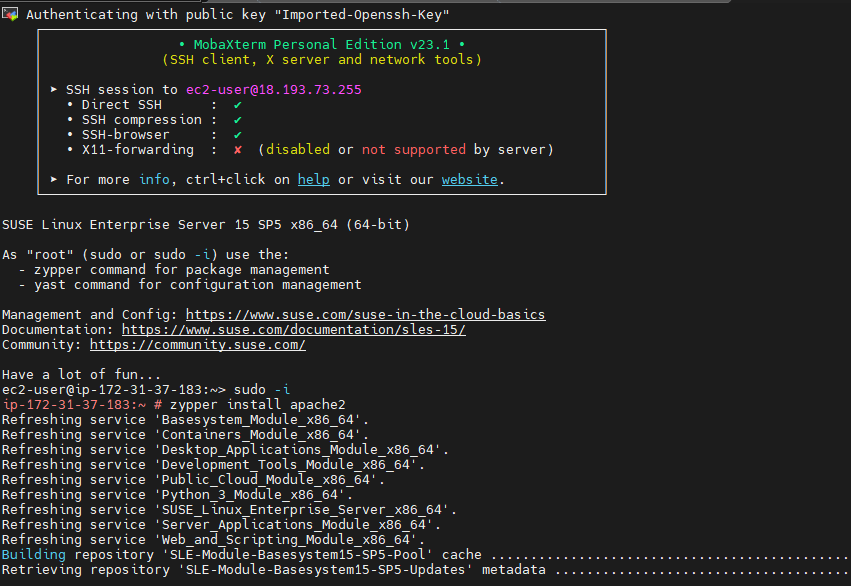 Authenticating with public key "Imported-Openssh-Key"
• MobaXterm Personal Edition v23.1 •
(SSH client, X server and network tools)
➤ SSH session to ec2-user@18.193.73.255
• Direct SSH : ✔
• SSH compression : ✔
• SSH-browser : ✔
• X11-forwarding : ✘ (disabled or not supported by server)
➤ For more info, ctrl+click on help or visit our website.
SUSE Linux Enterprise Server 15 SP5 x86_64 (64-bit)
As "root" (sudo or sudo -i) use the:
- zypper command for package management
- yast command for configuration management
Management and Config: https://www.suse.com/suse-in-the-cloud-basics
Documentation: https://www.suse.com/documentation/sles-15/
Community: https://community.suse.com/
Have a lot of fun...
ec2-user@ip-172-31-37-183:~> sudo -i
ip-172-31-37-183:~ # zypper install apache2
Refreshing service 'Basesystem_Module_x86_64'.
Refreshing service 'Containers_Module_x86_64'.
Refreshing service 'Desktop_Applications_Module_x86_64'.
Refreshing service 'Development_Tools_Module_x86_64'.
Refreshing service 'Public_Cloud_Module_x86_64'.
Refreshing service 'Python_3_Module_x86_64'.
Refreshing service 'SUSE_Linux_Enterprise_Server_x86_64'.
Refreshing service 'Server_Applications_Module_x86_64'.
Refreshing service 'Web_and_Scripting_Module_x86_64'.
Building repository 'SLE-Module-Basesystem15-SP5-Pool' cache .............................................
Retrieving repository 'SLE-Module-Basesystem15-SP5-Updates' metadata .....................................